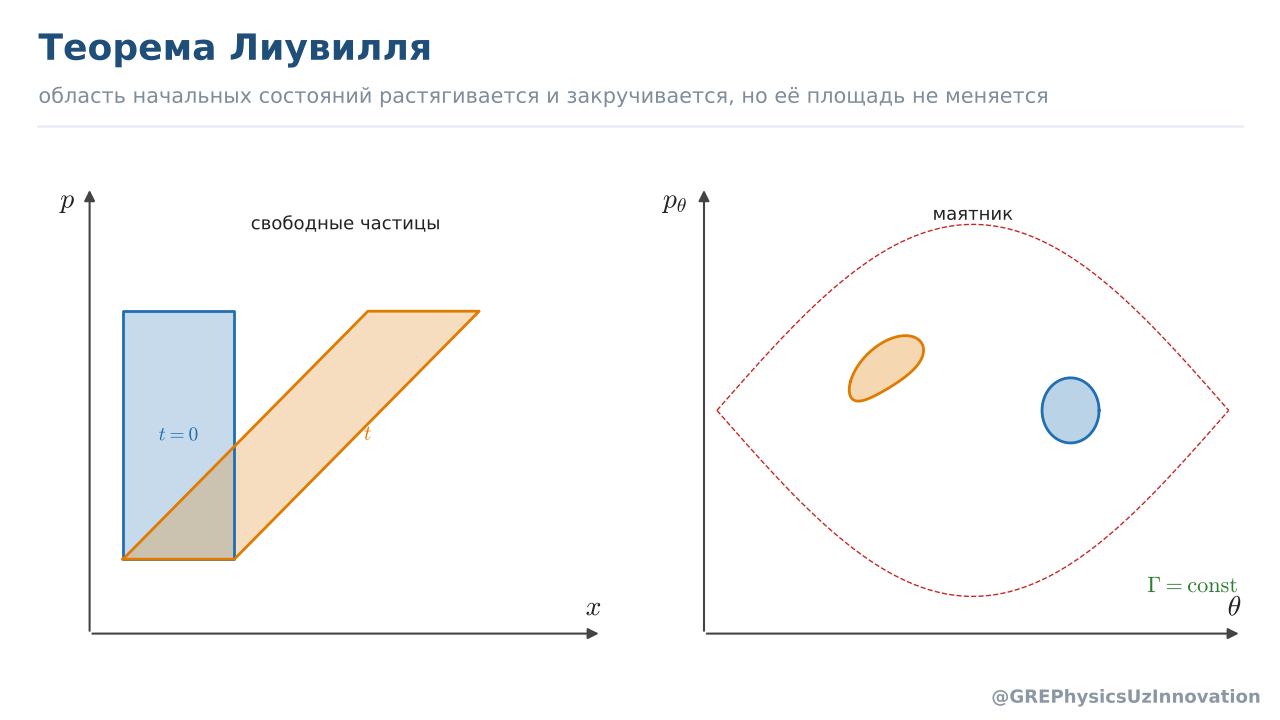 Теорема Лиувилля
область начальных состояний растягивается и закручивается, но её площадь не меняется
p
свободные частицы
t = 0
t
x
p_θ
маятник
Γ = const
θ
@GREPhysicsUzInnovation